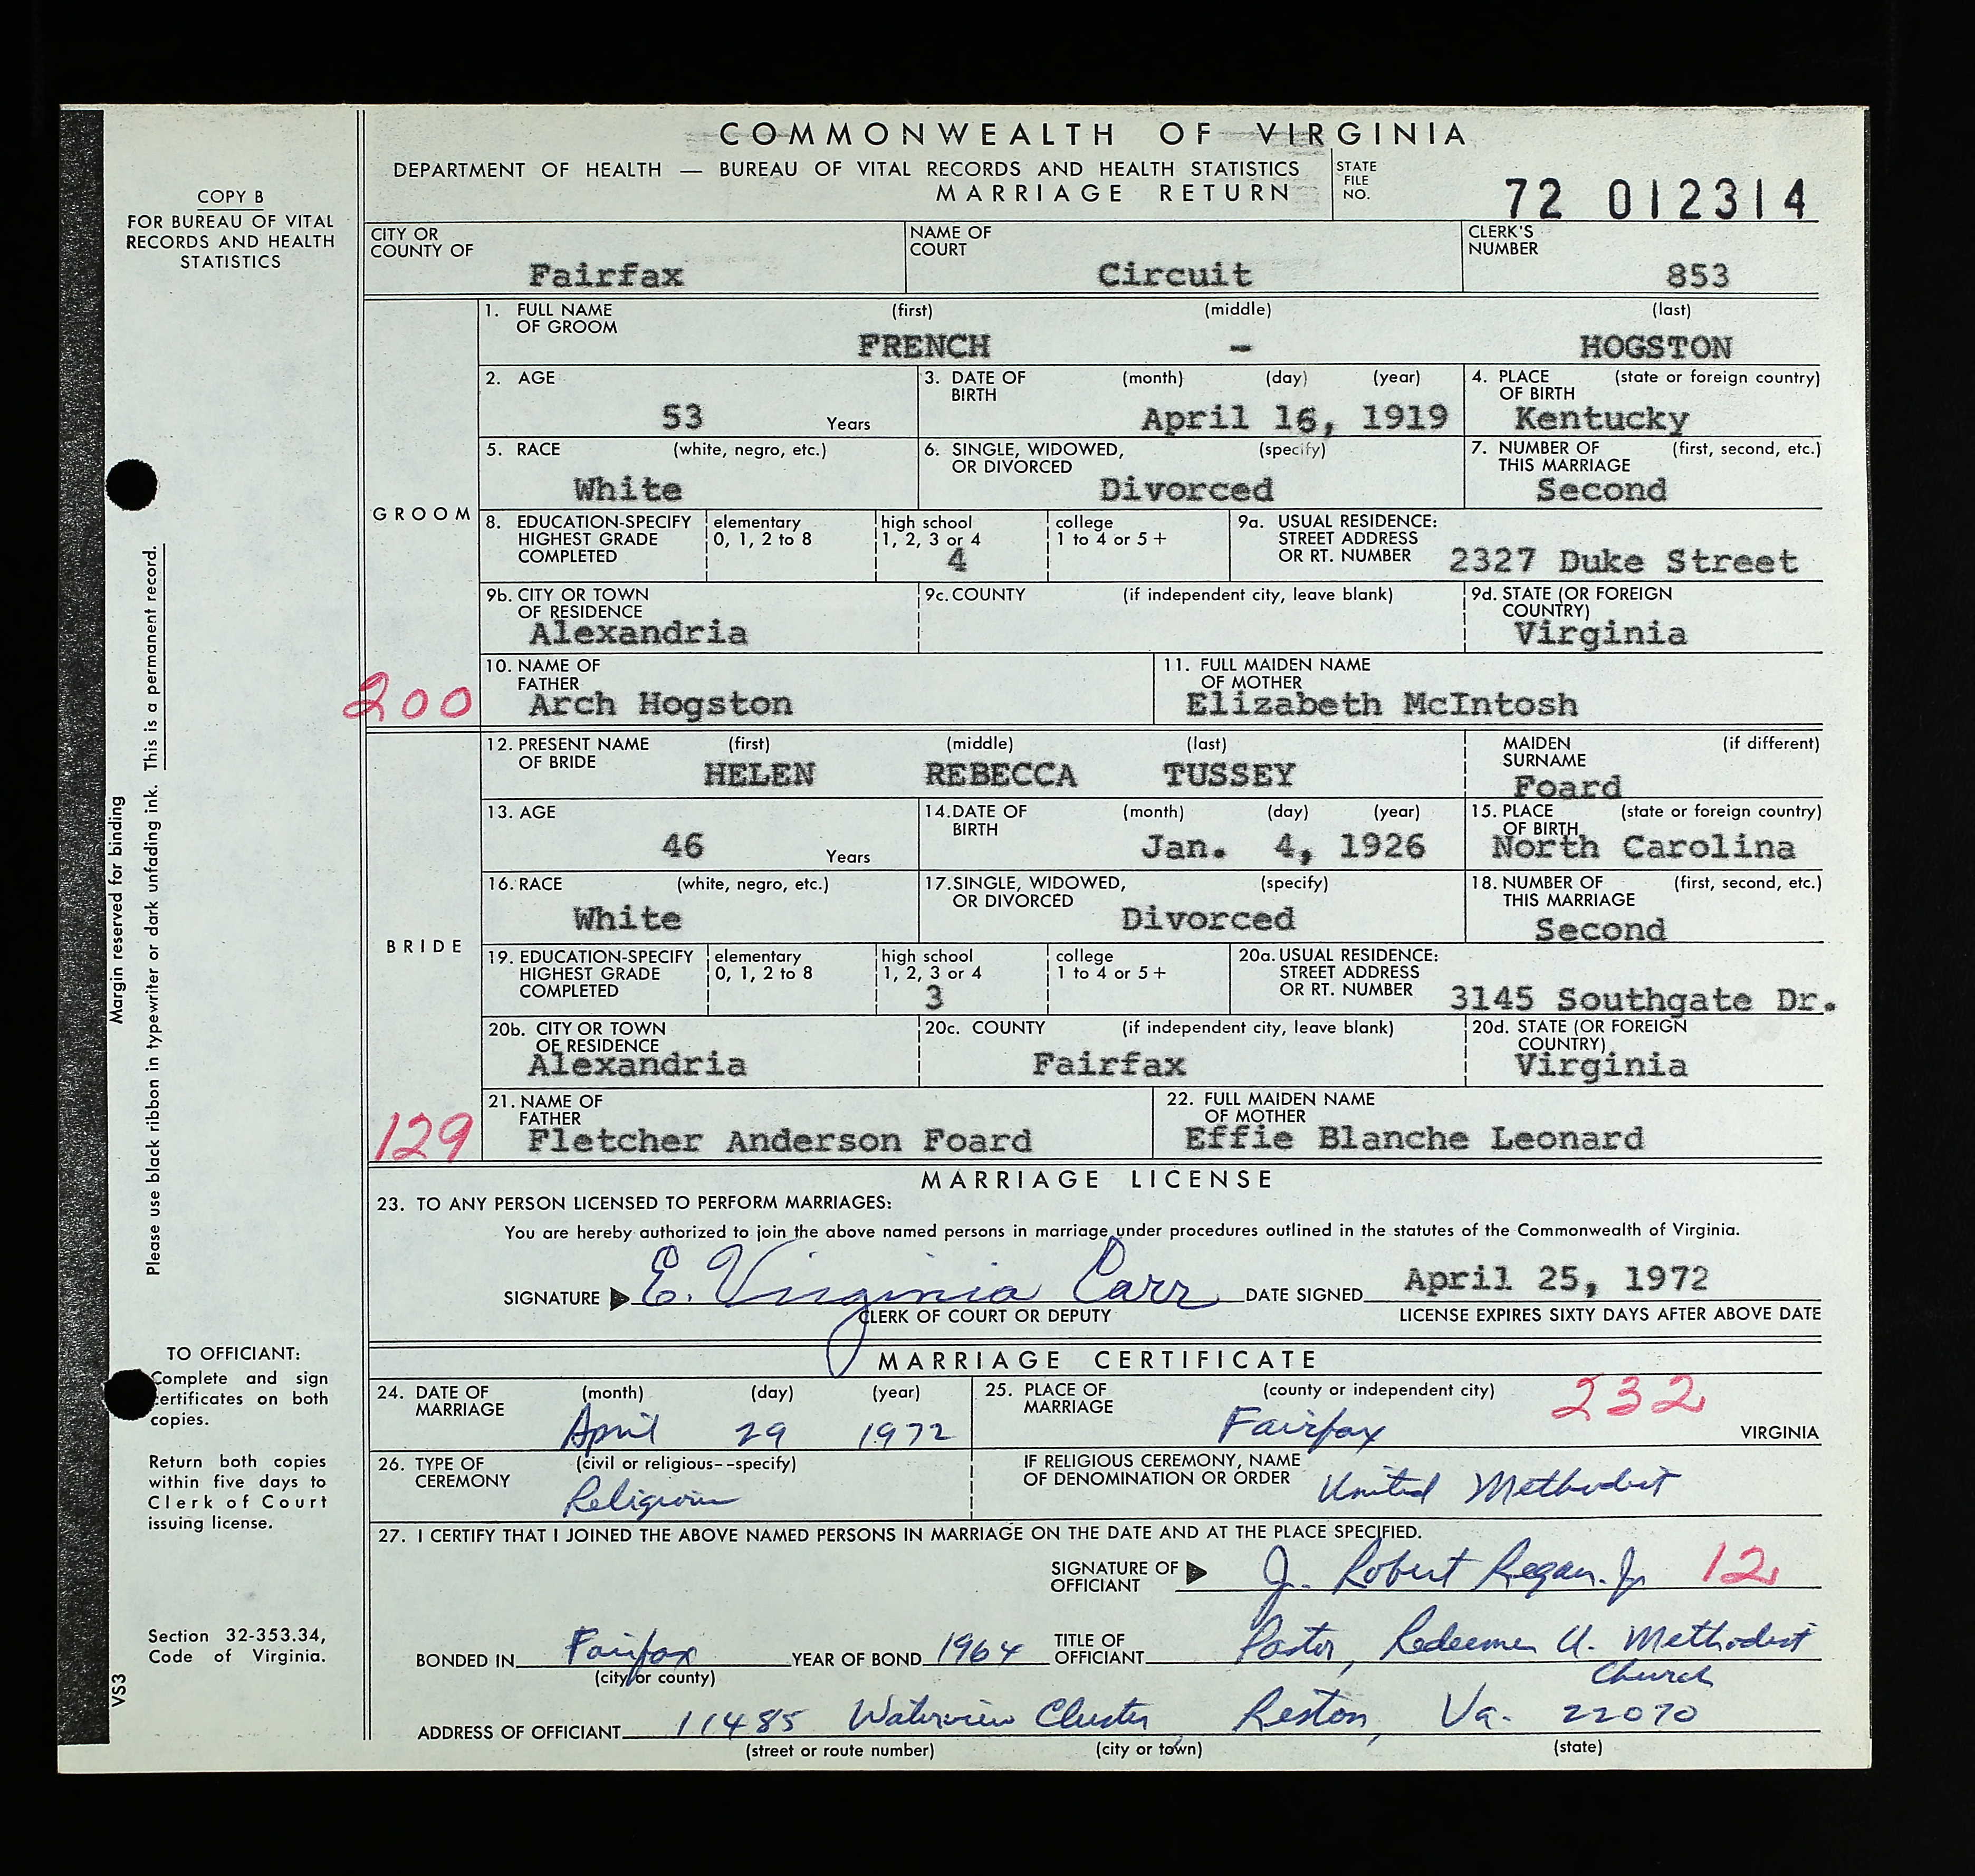 COMMONWEALTH OF VIRGINIA
DEPARTMENT OF HEALTH — BUREAU OF VITAL RECORDS AND HEALTH STATISTICS
MARRIAGE RETURN
STATE FILE NO. 72 012314
COPY B
FOR BUREAU OF VITAL
RECORDS AND HEALTH
STATISTICS
CITY OR COUNTY OF Fairfax
NAME OF COURT Circuit
CLERK'S NUMBER 853
GROOM
1. FULL NAME OF GROOM (first) (middle) (last)
FRENCH - HOGSTON
2. AGE 53 Years
3. DATE OF BIRTH (month) (day) (year) April 16, 1919
4. PLACE OF BIRTH (state or foreign country) Kentucky
5. RACE (white, negro, etc.) White
6. SINGLE, WIDOWED, OR DIVORCED (specify) Divorced
7. NUMBER OF THIS MARRIAGE (first, second, etc.) Second
8. EDUCATION-SPECIFY HIGHEST GRADE COMPLETED
elementary 0, 1, 2 to 8
high school 1, 2, 3 or 4 4
college 1 to 4 or 5+
9a. USUAL RESIDENCE: STREET ADDRESS OR RT. NUMBER 2327 Duke Street
9b. CITY OR TOWN OF RESIDENCE Alexandria
9c. COUNTY (if independent city, leave blank)
9d. STATE (OR FOREIGN COUNTRY) Virginia
200
10. NAME OF FATHER Arch Hogston
11. FULL MAIDEN NAME OF MOTHER Elizabeth McIntosh
BRIDE
12. PRESENT NAME OF BRIDE (first) (middle) (last)
HELEN REBECCA TUSSEY
MAIDEN SURNAME (if different) Foard
13. AGE 46 Years
14. DATE OF BIRTH (month) (day) (year) Jan. 4, 1926
15. PLACE OF BIRTH (state or foreign country) North Carolina
16. RACE (white, negro, etc.) White
17. SINGLE, WIDOWED, OR DIVORCED (specify) Divorced
18. NUMBER OF THIS MARRIAGE (first, second, etc.) Second
19. EDUCATION-SPECIFY HIGHEST GRADE COMPLETED
elementary 0, 1, 2 to 8
high school 1, 2, 3 or 4 3
college 1 to 4 or 5+
20a. USUAL RESIDENCE: STREET ADDRESS OR RT. NUMBER 3145 Southgate Dr.
20b. CITY OR TOWN OF RESIDENCE Alexandria
20c. COUNTY (if independent city, leave blank) Fairfax
20d. STATE (OR FOREIGN COUNTRY) Virginia
129
21. NAME OF FATHER Fletcher Anderson Foard
22. FULL MAIDEN NAME OF MOTHER Effie Blanche Leonard
MARRIAGE LICENSE
23. TO ANY PERSON LICENSED TO PERFORM MARRIAGES:
You are hereby authorized to join the above named persons in marriage under procedures outlined in the statutes of the Commonwealth of Virginia.
SIGNATURE E. Virginia Carr DATE SIGNED April 25, 1972
CLERK OF COURT OR DEPUTY LICENSE EXPIRES SIXTY DAYS AFTER ABOVE DATE
MARRIAGE CERTIFICATE
24. DATE OF MARRIAGE (month) (day) (year) April 29 1972
25. PLACE OF MARRIAGE (county or independent city) Fairfax 232 VIRGINIA
26. TYPE OF CEREMONY (civil or religious--specify) Religious
IF RELIGIOUS CEREMONY, NAME OF DENOMINATION OR ORDER United Methodist
27. I CERTIFY THAT I JOINED THE ABOVE NAMED PERSONS IN MARRIAGE ON THE DATE AND AT THE PLACE SPECIFIED.
SIGNATURE OF OFFICIANT J. Robert Regan, Jr 12
BONDED IN Fairfax YEAR OF BOND 1964 TITLE OF OFFICIANT Pastor, Redeemer U. Methodist Church
(city or county)
ADDRESS OF OFFICIANT 11485 Waterview Cluster Reston, Va. 22070
(street or route number) (city or town) (state)
Margin reserved for binding
Please use black ribbon in typewriter or dark unfading ink. This is a permanent record.
TO OFFICIANT:
Complete and sign
certificates on both
copies.
Return both copies
within five days to
Clerk of Court
issuing license.
Section 32-353.34,
Code of Virginia.
VS3